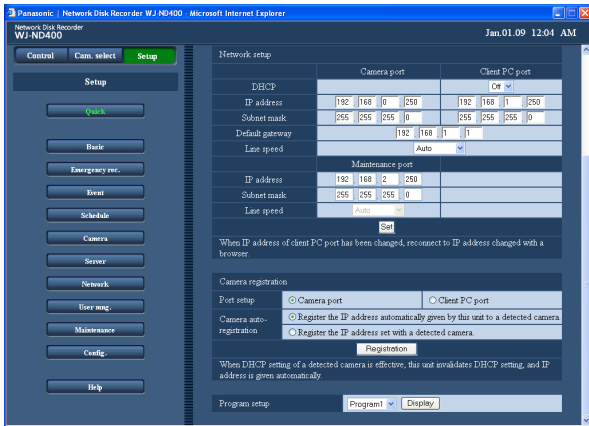 Panasonic | Network Disk Recorder WJ-ND400 - Microsoft Internet Explorer
Network Disk Recorder
WJ-ND400
Jan.01.09 12:04 AM
Control Cam. select Setup
Setup
Quick
Basic
Emergency rec.
Event
Schedule
Camera
Server
Network
User mng.
Maintenance
Config.
Help
Network setup
Camera port Client PC port
DHCP Off
IP address 192 . 168 . 0 . 250 192 . 168 . 1 . 250
Subnet mask 255 . 255 . 255 . 0 255 . 255 . 255 . 0
Default gateway 192 . 168 . 1 . 1
Line speed Auto
Maintenance port
IP address 192 . 168 . 2 . 250
Subnet mask 255 . 255 . 255 . 0
Line speed Auto
Set
When IP address of client PC port has been changed, reconnect to IP address changed with a
browser.
Camera registration
Port setup Camera port Client PC port
Camera auto-
registration
Register the IP address automatically given by this unit to a detected camera.
Register the IP address set with a detected camera.
Registration
When DHCP setting of a detected camera is effective, this unit invalidates DHCP setting, and IP
address is given automatically.
Program setup Program1 Display